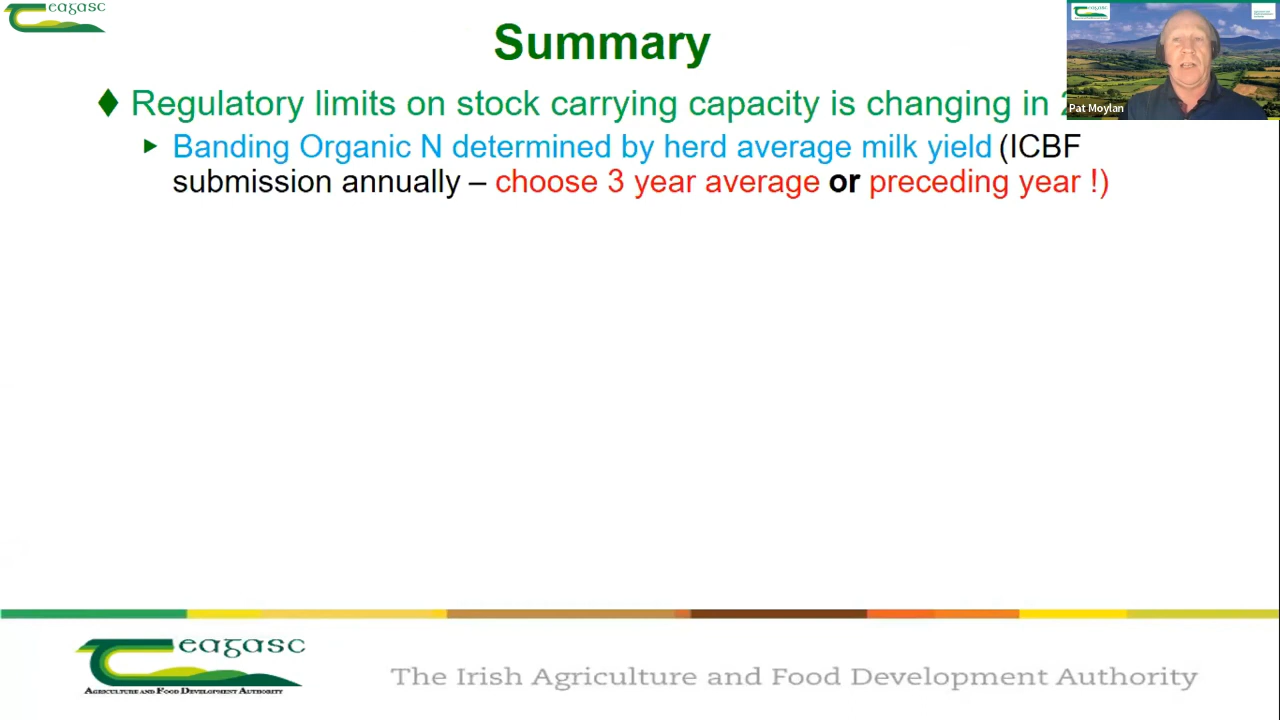 eagasc
Summary
Regulatory limits on stock carrying capacity is changing in
Pat Moylan
Banding Organic N determined by herd average milk yield (ICBF
submission annually – choose 3 year average or preceding year !)
eagasc
AGRICULTURE AND FOOD DEVELOPMENT AUTHORITY
The Irish Agriculture and Food Development Authority